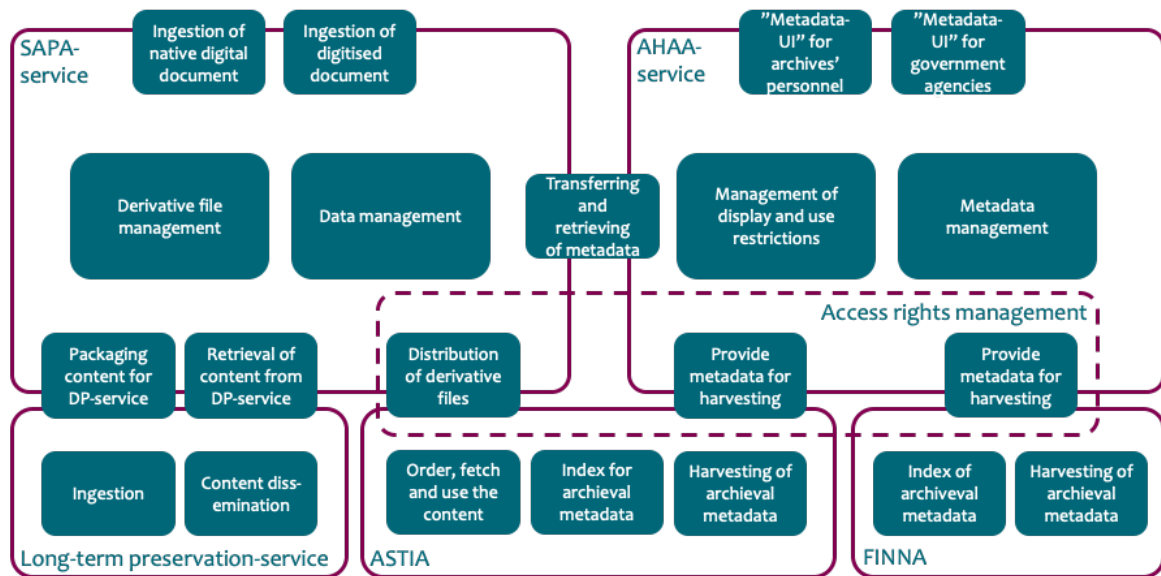 SAPA-
service
Ingestion of
native digital
document
Ingestion of
digitised
document
AHAA-
service
”Metadata-
UI” for
archives’
personnel
”Metadata-
UI” for
government
agencies
Derivative file
management
Data management
Transferring
and
retrieving
of metadata
Management of
display and use
restrictions
Metadata
management
Access rights management
Packaging
content for
DP-service
Retrieval of
content from
DP-service
Distribution
of derivative
files
Provide
metadata for
harvesting
Provide
metadata for
harvesting
Ingestion
Content diss-
emination
Order, fetch
and use the
content
Index for
archieval
metadata
Harvesting of
archieval
metadata
Index of
archiveval
metadata
Harvesting of
archieval
metadata
Long-term preservation-service
ASTIA
FINNA